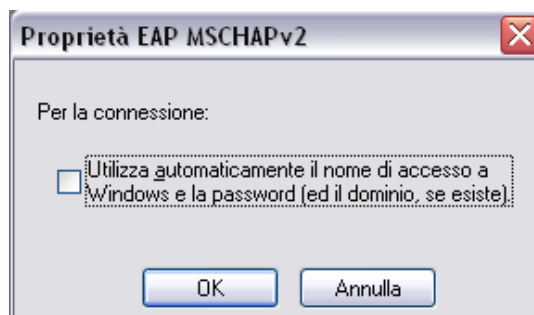 Proprietà EAP MSCHAPv2
Per la connessione:
Utilizza automaticamente il nome di accesso a
Windows e la password (ed il dominio, se esiste).
OK
Annulla